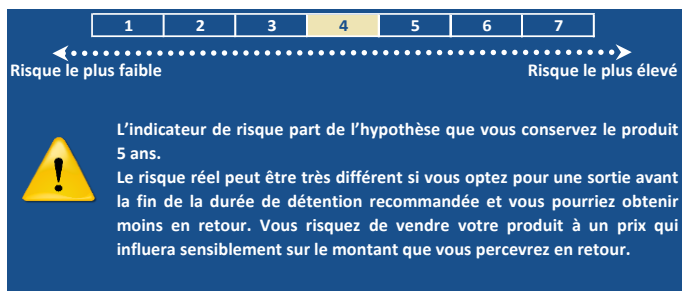 1 2 3 4 5 6 7
Risque le plus faible Risque le plus élevé
L'indicateur de risque part de l'hypothèse que vous conservez le produit
5 ans.
Le risque réel peut être très différent si vous optez pour une sortie avant
la fin de la durée de détention recommandée et vous pourriez obtenir
moins en retour. Vous risquez de vendre votre produit à un prix qui
influera sensiblement sur le montant que vous percevrez en retour.